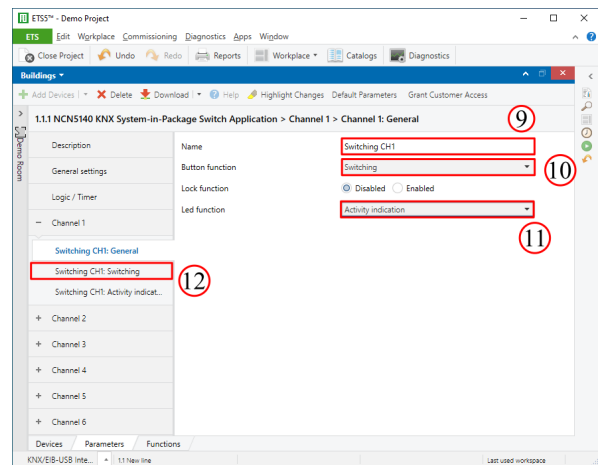 ETS5™ - Demo Project
ETS Edit Workplace Commissioning Diagnostics Apps Window
Close Project Undo Redo Reports Workplace Catalogs Diagnostics
Buildings
Add Devices Delete Download Help Highlight Changes Default Parameters Grant Customer Access
1.1.1 NCN5140 KNX System-in-Package Switch Application > Channel 1 > Channel 1: General
9
Demo Room
Description
Name Switching CH1
General settings
Button function Switching
10
Lock function Disabled Enabled
Logic / Timer
Led function Activity indication
11
− Channel 1
Switching CH1: General
Switching CH1: Switching
12
Switching CH1: Activity indicat...
+ Channel 2
+ Channel 3
+ Channel 4
+ Channel 5
+ Channel 6
Devices Parameters Functions
KNX/EIB-USB Inte... 1.1 New line Last used workspace